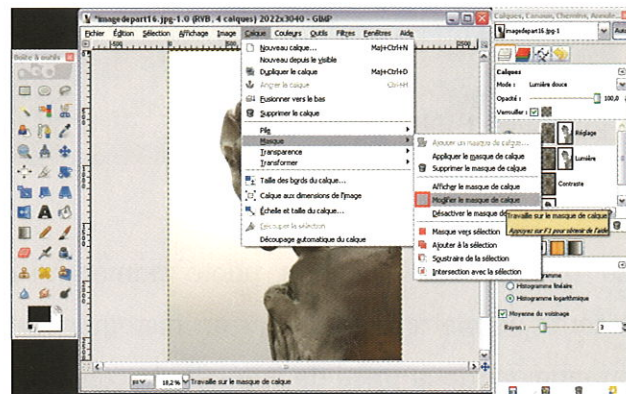 *imagedepart16.jpg-1.0 (RVB, 4 calques) 2022x3040 - GIMP
Fichier Édition Sélection Affichage Image Calque Couleurs Outils Filtres Fenêtres Aide
Boîte à outils
Nouveau calque... Maj+Ctrl+N
Nouveau depuis le visible
Dupliquer le calque Maj+Ctrl+D
Ancrer le calque Ctrl+H
Fusionner vers le bas
Supprimer le calque
Pile
Masque
Transparence
Transformer
Taille des bords du calque...
Calque aux dimensions de l'image
Échelle et taille du calque...
Découper la sélection
Découpage automatique du calque
Ajouter un masque de calque...
Appliquer le masque de calque
Supprimer le masque de calque
Afficher le masque de calque
Modifier le masque de calque
Désactiver le masque de
Masque vers sélection
Ajouter à la sélection
Soustraire de la sélection
Intersection avec la sélection
Travaille sur le masque de calque
Appuyez sur F1 pour obtenir de l'aide
Calques, Canaux, Chemins, Annuler...
imagedepart16.jpg-1
Auto
Calques
Mode : Lumière douce
Opacité : 100,0
Verrouiller :
Réglage
Lumière
Contraste
Histogramme linéaire
Histogramme logarithmique
Moyenne du voisinage
Rayon : 3
px 18,2% Travaille sur le masque de calque